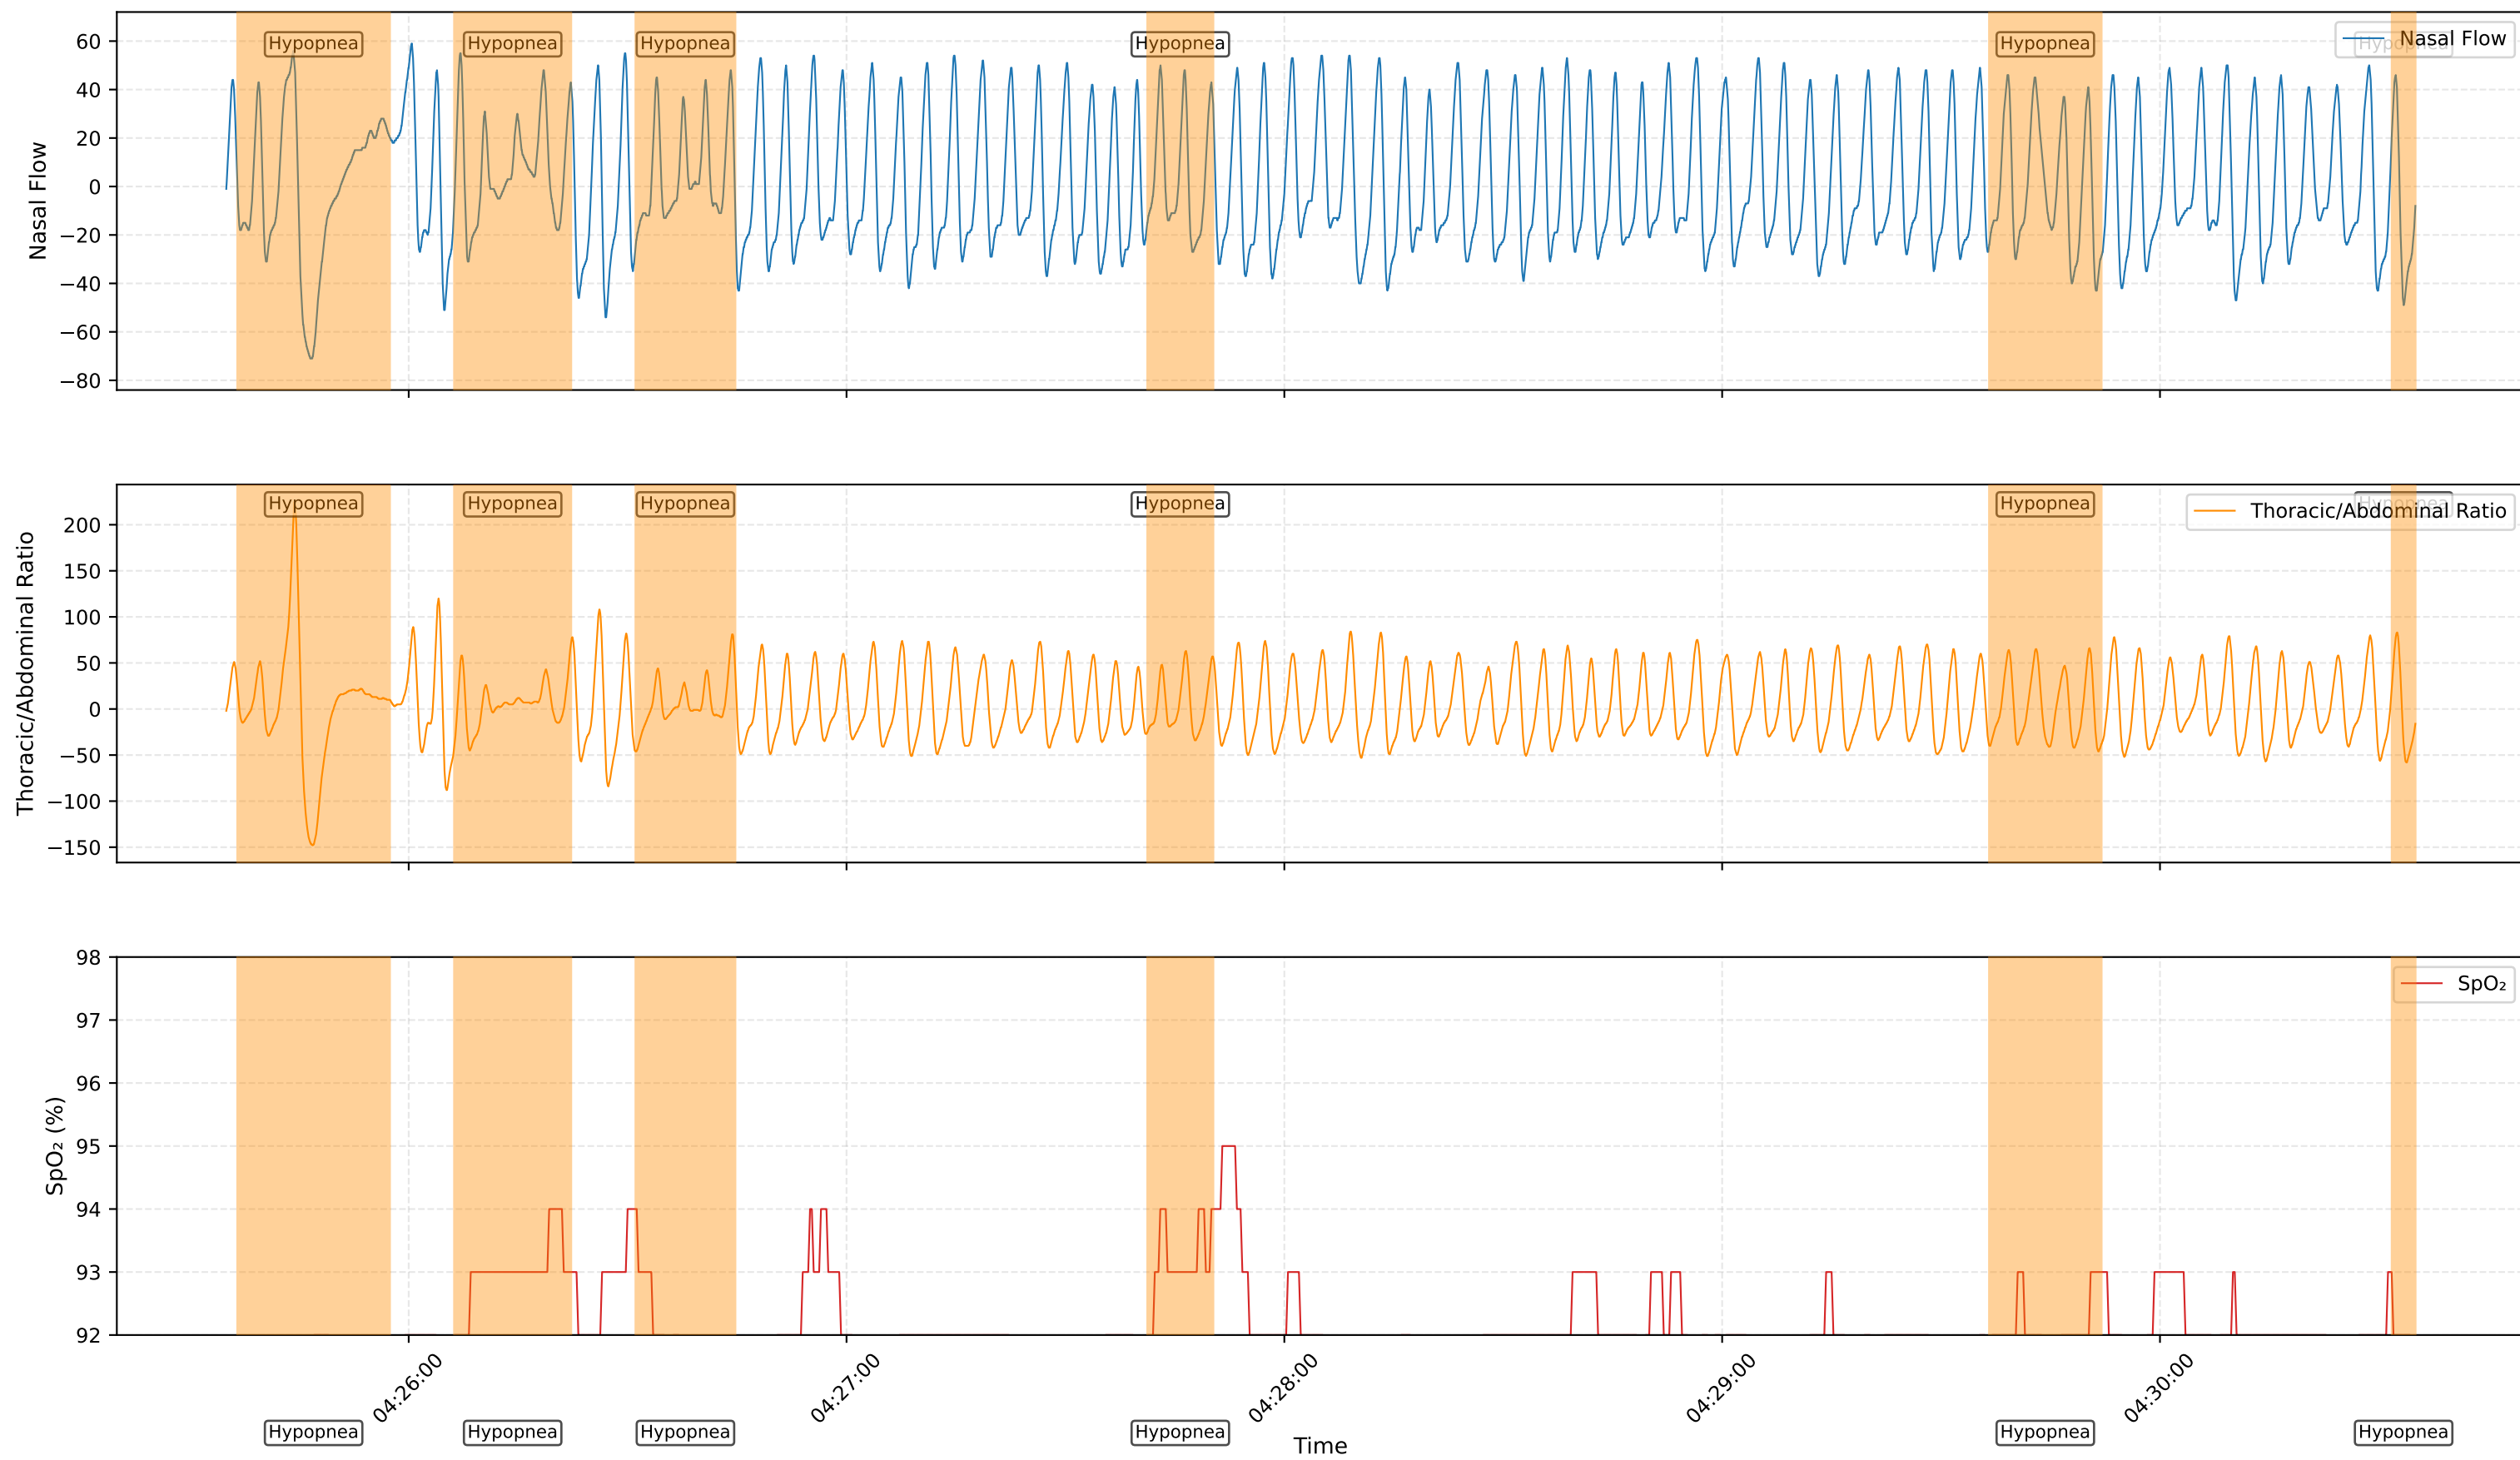 Hypopnea Hypopnea Hypopnea Hypopnea Hypopnea Hypopnea
Nasal Flow
60
40
20
0
−20
−40
−60
−80
Nasal Flow
Hypopnea Hypopnea Hypopnea Hypopnea Hypopnea Hypopnea
Thoracic/Abdominal Ratio
200
150
100
50
0
−50
−100
−150
Thoracic/Abdominal Ratio
98
97
96
95
94
93
92
SpO₂ (%)
SpO₂
04:26:00 04:27:00 04:28:00 04:29:00 04:30:00
Hypopnea Hypopnea Hypopnea Hypopnea Hypopnea Hypopnea
Time